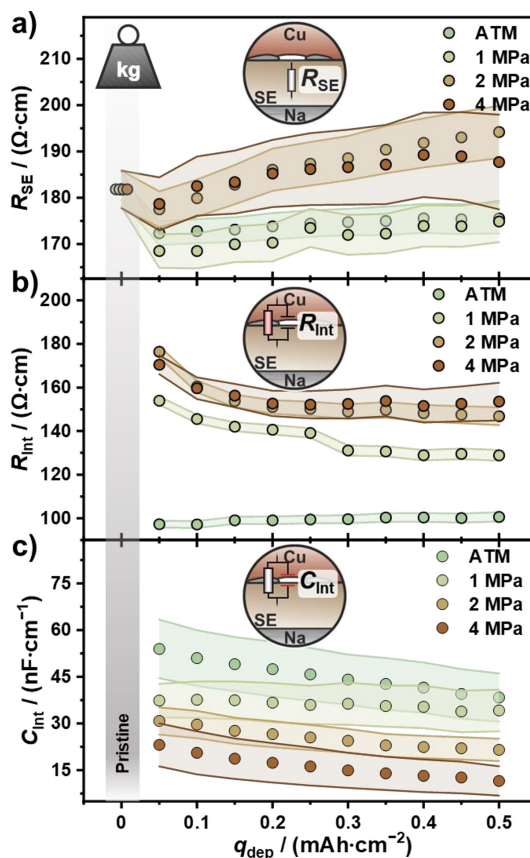 a)
kg
Cu
SE
R_SE
Na
ATM
1 MPa
2 MPa
4 MPa
R_SE / (Ω·cm)
210
200
190
180
170
b)
Cu
R_Int
SE
Na
ATM
1 MPa
2 MPa
4 MPa
R_Int / (Ω·cm)
200
180
160
140
120
100
c)
Cu
C_Int
SE
Na
ATM
1 MPa
2 MPa
4 MPa
C_Int / (nF·cm⁻¹)
75
60
45
30
15
Pristine
0 0.1 0.2 0.3 0.4 0.5
q_dep / (mAh·cm⁻²)